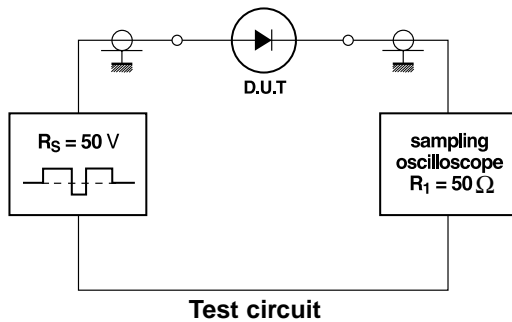 D.U.T
R_S = 50 V
sampling
oscilloscope
R_1 = 50 Ω
Test circuit